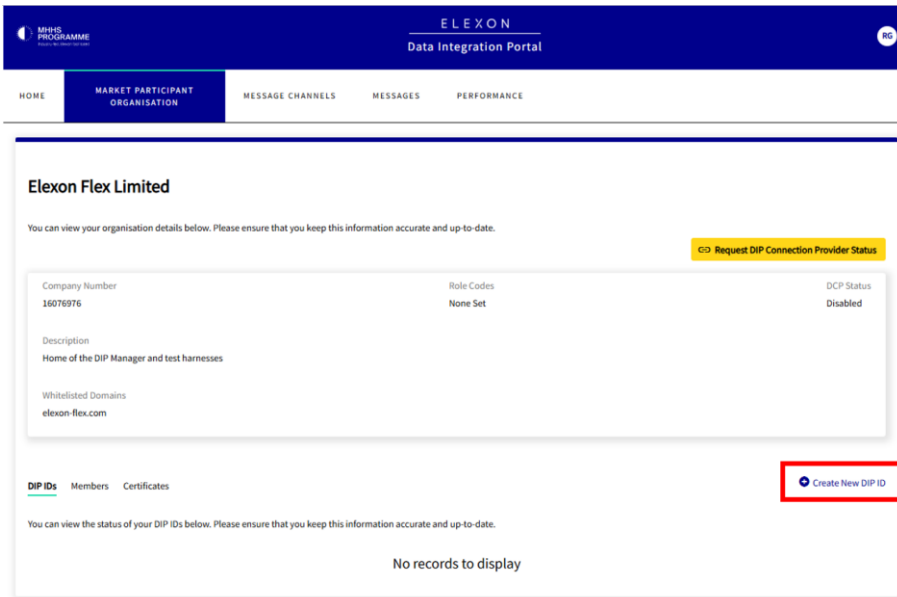 MHHS
PROGRAMME
ELEXON
Data Integration Portal
RG
HOME
MARKET PARTICIPANT
ORGANISATION
MESSAGE CHANNELS
MESSAGES
PERFORMANCE
Elexon Flex Limited
You can view your organisation details below. Please ensure that you keep this information accurate and up-to-date.
Request DIP Connection Provider Status
Company Number
Role Codes
DCP Status
16076976
None Set
Disabled
Description
Home of the DIP Manager and test harnesses
Whitelisted Domains
elexon-flex.com
DIP IDs
Members
Certificates
Create New DIP ID
You can view the status of your DIP IDs below. Please ensure that you keep this information accurate and up-to-date.
No records to display